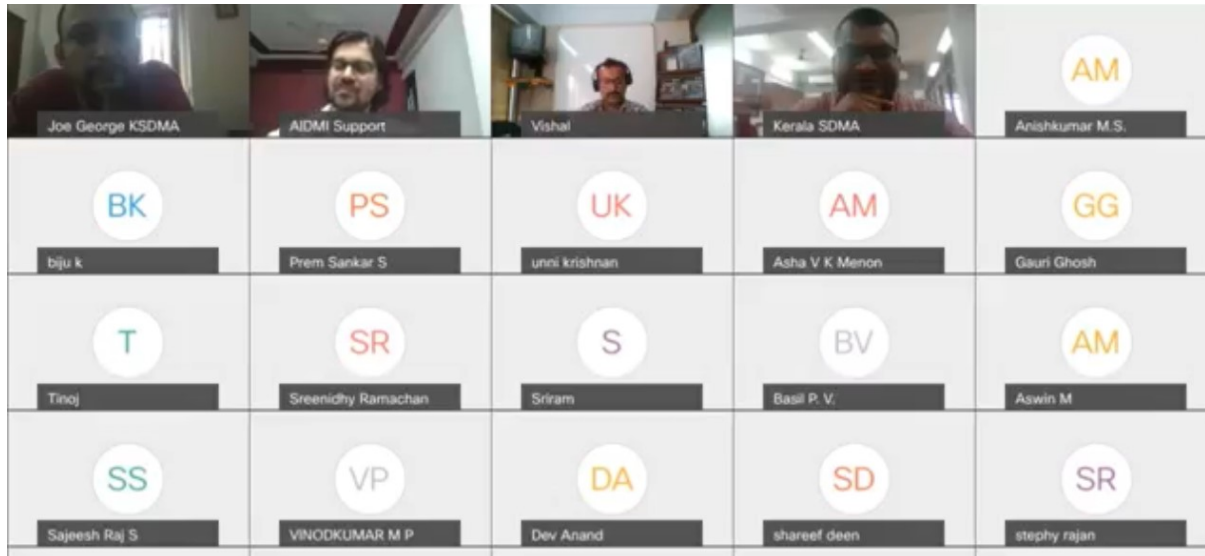 Joe George KSDMA
AIDMI Support
Vishal
Kerala SDMA
AM
Anishkumar M.S.
BK
biju k
PS
Prem Sankar S
UK
unni krishnan
AM
Asha V K Menon
GG
Gauri Ghosh
T
Tinoj
SR
Sreenidhy Ramachan
S
Sriram
BV
Basil P. V.
AM
Aswin M
SS
Sajeesh Raj S
VP
VINODKUMAR M P
DA
Dev Anand
SD
shareef deen
SR
stephy rajan